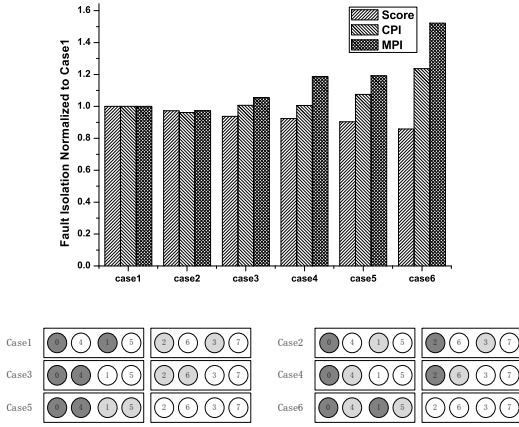 Fault Isolation Normalized to Case1
1.6
1.4
1.2
1.0
0.8
0.6
0.4
0.2
0.0
Score
CPI
MPI
case1 case2 case3 case4 case5 case6
Case1 0 4 1 5 2 6 3 7 Case2 0 4 1 5 2 6 3 7
Case3 0 4 1 5 2 6 3 7 Case4 0 4 1 5 2 6 3 7
Case5 0 4 1 5 2 6 3 7 Case6 0 4 1 5 2 6 3 7